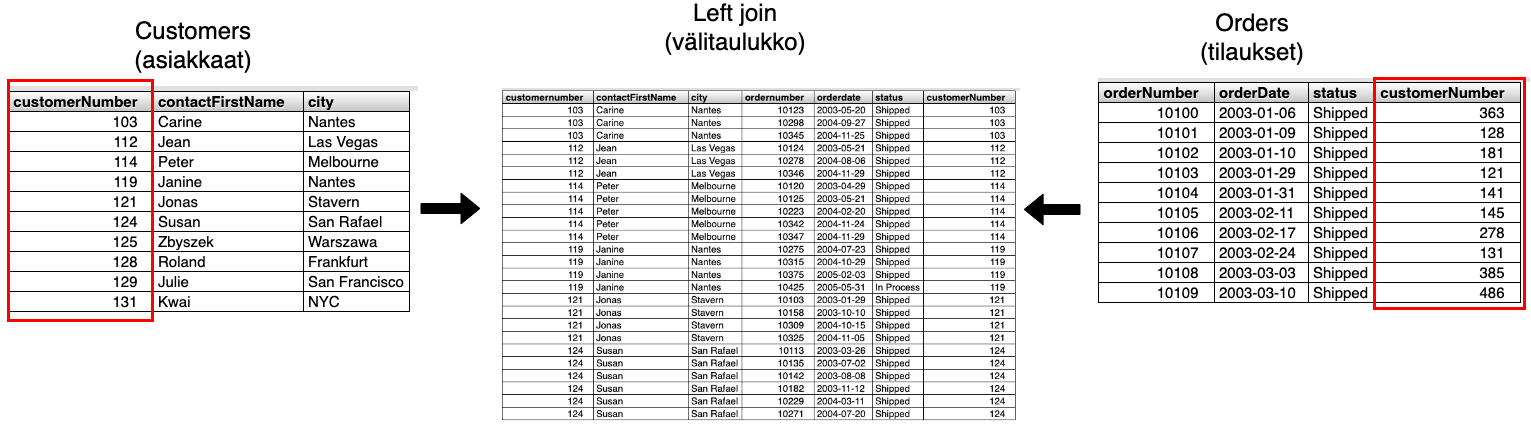 Customers
(asiakkaat)
customerNumber contactFirstName city
103 Carine Nantes
112 Jean Las Vegas
114 Peter Melbourne
119 Janine Nantes
121 Jonas Stavern
124 Susan San Rafael
125 Zbyszek Warszawa
128 Roland Frankfurt
129 Julie San Francisco
131 Kwai NYC
Left join
(välitaulukko)
customernumber contactFirstName city ordernumber orderdate status customerNumber
103 Carine Nantes 10123 2003-05-20 Shipped 103
103 Carine Nantes 10298 2004-09-27 Shipped 103
103 Carine Nantes 10345 2004-11-25 Shipped 103
112 Jean Las Vegas 10124 2003-05-21 Shipped 112
112 Jean Las Vegas 10278 2004-08-06 Shipped 112
112 Jean Las Vegas 10346 2004-11-29 Shipped 112
114 Peter Melbourne 10120 2003-04-29 Shipped 114
114 Peter Melbourne 10125 2003-05-21 Shipped 114
114 Peter Melbourne 10223 2004-02-20 Shipped 114
114 Peter Melbourne 10342 2004-11-24 Shipped 114
114 Peter Melbourne 10347 2004-11-29 Shipped 114
119 Janine Nantes 10275 2004-07-23 Shipped 119
119 Janine Nantes 10315 2004-10-29 Shipped 119
119 Janine Nantes 10375 2005-02-03 Shipped 119
119 Janine Nantes 10425 2005-05-31 In Process 119
121 Jonas Stavern 10103 2003-01-29 Shipped 121
121 Jonas Stavern 10158 2003-10-10 Shipped 121
121 Jonas Stavern 10309 2004-10-15 Shipped 121
121 Jonas Stavern 10325 2004-11-05 Shipped 121
124 Susan San Rafael 10113 2003-03-26 Shipped 124
124 Susan San Rafael 10135 2003-07-02 Shipped 124
124 Susan San Rafael 10142 2003-08-08 Shipped 124
124 Susan San Rafael 10182 2003-11-12 Shipped 124
124 Susan San Rafael 10229 2004-03-11 Shipped 124
124 Susan San Rafael 10271 2004-07-20 Shipped 124
Orders
(tilaukset)
orderNumber orderDate status customerNumber
10100 2003-01-06 Shipped 363
10101 2003-01-09 Shipped 128
10102 2003-01-10 Shipped 181
10103 2003-01-29 Shipped 121
10104 2003-01-31 Shipped 141
10105 2003-02-11 Shipped 145
10106 2003-02-17 Shipped 278
10107 2003-02-24 Shipped 131
10108 2003-03-03 Shipped 385
10109 2003-03-10 Shipped 486